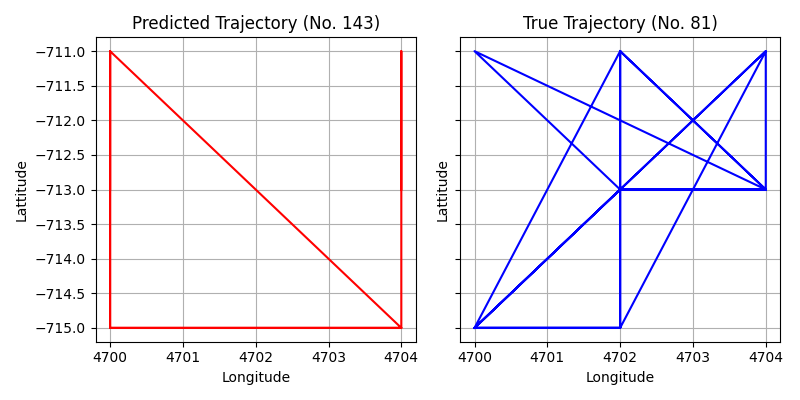 Predicted Trajectory (No. 143)
−711.0
−711.5
−712.0
−712.5
−713.0
−713.5
−714.0
−714.5
−715.0
Lattitude
4700 4701 4702 4703 4704
Longitude
True Trajectory (No. 81)
Lattitude
4700 4701 4702 4703 4704
Longitude